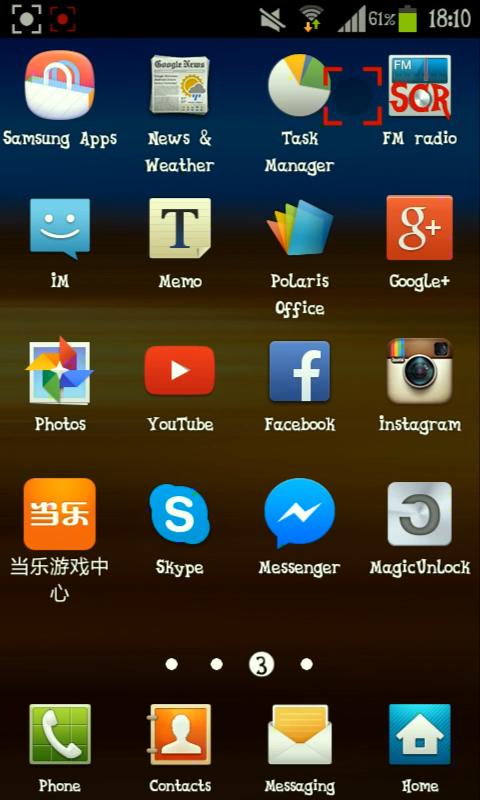 61% 18:10
Google News
FM
SCR
Samsung Apps
News &
Weather
Task
Manager
FM radio
T
g+
iM
Memo
Polaris
Office
Google+
f
Photos
YouTube
Facebook
Instagram
当乐
S
当乐游戏中
心
Skype
Messenger
MagicUnlock
3
Phone
Contacts
Messaging
Home